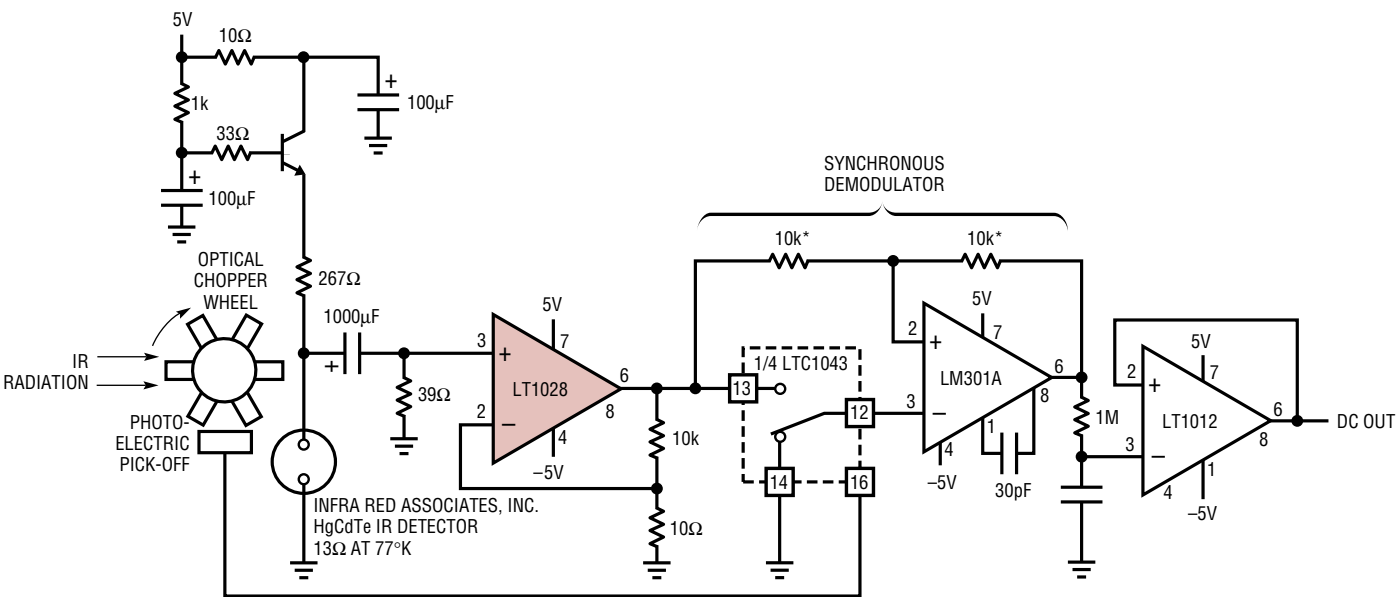 5V
10Ω
1k
+
100µF
33Ω
+
100µF
OPTICAL
CHOPPER
WHEEL
267Ω
1000µF
+
IR
RADIATION
PHOTO-
ELECTRIC
PICK-OFF
39Ω
INFRA RED ASSOCIATES, INC.
HgCdTe IR DETECTOR
13Ω AT 77°K
5V
7
3
+
LT1028
6
8
2
–
4
–5V
10k
10Ω
SYNCHRONOUS
DEMODULATOR
10k*
10k*
1/4 LTC1043
13
12
14
16
5V
7
2
+
LM301A
6
8
3
–
1
4
–5V
30pF
1M
5V
7
2
+
LT1012
6
8
3
–
4
1
–5V
DC OUT